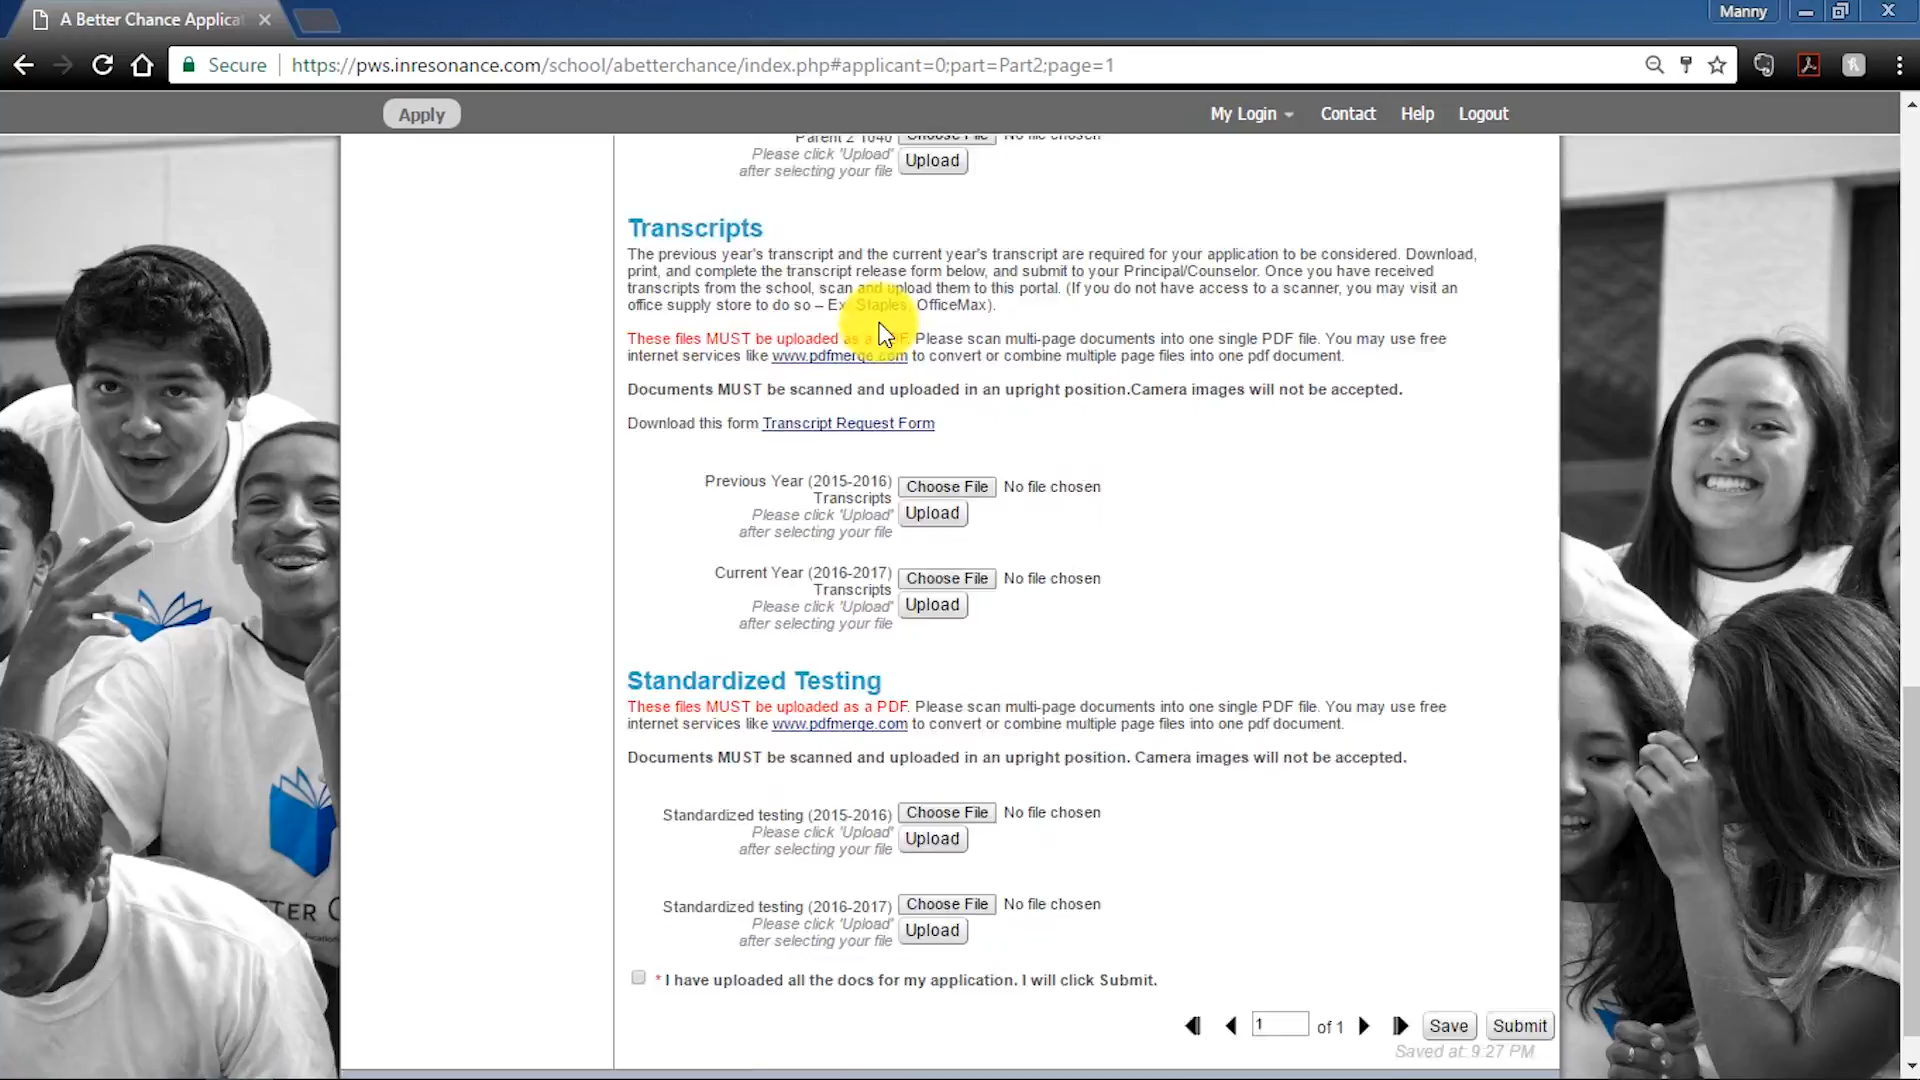 A Better Chance Applica
Manny
Secure
https://pws.inresonance.com/school/abetterchance/index.php#applicant=0;part=Part2;page=1
Apply
My Login
Contact
Help
Logout
Parent 2 1040
Choose File
No file chosen
Please click 'Upload'
after selecting your file
Upload
Transcripts
The previous year's transcript and the current year's transcript are required for your application to be considered. Download,
print, and complete the transcript release form below, and submit to your Principal/Counselor. Once you have received
transcripts from the school, scan and upload them to this portal. (If you do not have access to a scanner, you may visit an
office supply store to do so – Ex. Staples, OfficeMax).
These files MUST be uploaded as a PDF. Please scan multi-page documents into one single PDF file. You may use free
internet services like www.pdfmerge.com to convert or combine multiple page files into one pdf document.
Documents MUST be scanned and uploaded in an upright position.Camera images will not be accepted.
Download this form Transcript Request Form
Previous Year (2015-2016)
Transcripts
Choose File
No file chosen
Please click 'Upload'
after selecting your file
Upload
Current Year (2016-2017)
Transcripts
Choose File
No file chosen
Please click 'Upload'
after selecting your file
Upload
Standardized Testing
These files MUST be uploaded as a PDF. Please scan multi-page documents into one single PDF file. You may use free
internet services like www.pdfmerge.com to convert or combine multiple page files into one pdf document.
Documents MUST be scanned and uploaded in an upright position. Camera images will not be accepted.
Standardized testing (2015-2016)
Choose File
No file chosen
Please click 'Upload'
after selecting your file
Upload
Standardized testing (2016-2017)
Choose File
No file chosen
Please click 'Upload'
after selecting your file
Upload
* I have uploaded all the docs for my application. I will click Submit.
1
of 1
Save
Submit
Saved at: 9:27 PM